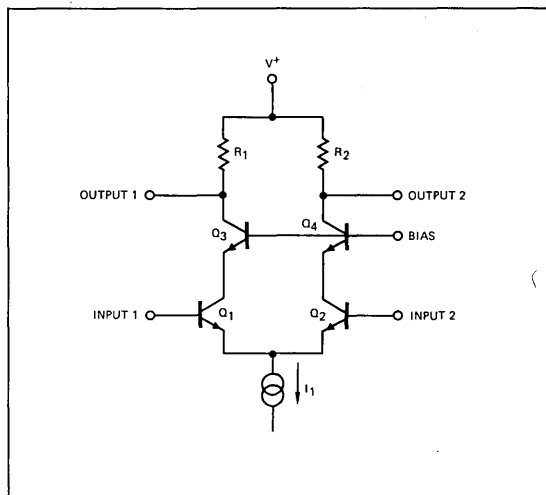 V+
R1
R2
OUTPUT 1
OUTPUT 2
Q3
Q4
BIAS
INPUT 1
Q1
Q2
INPUT 2
I1